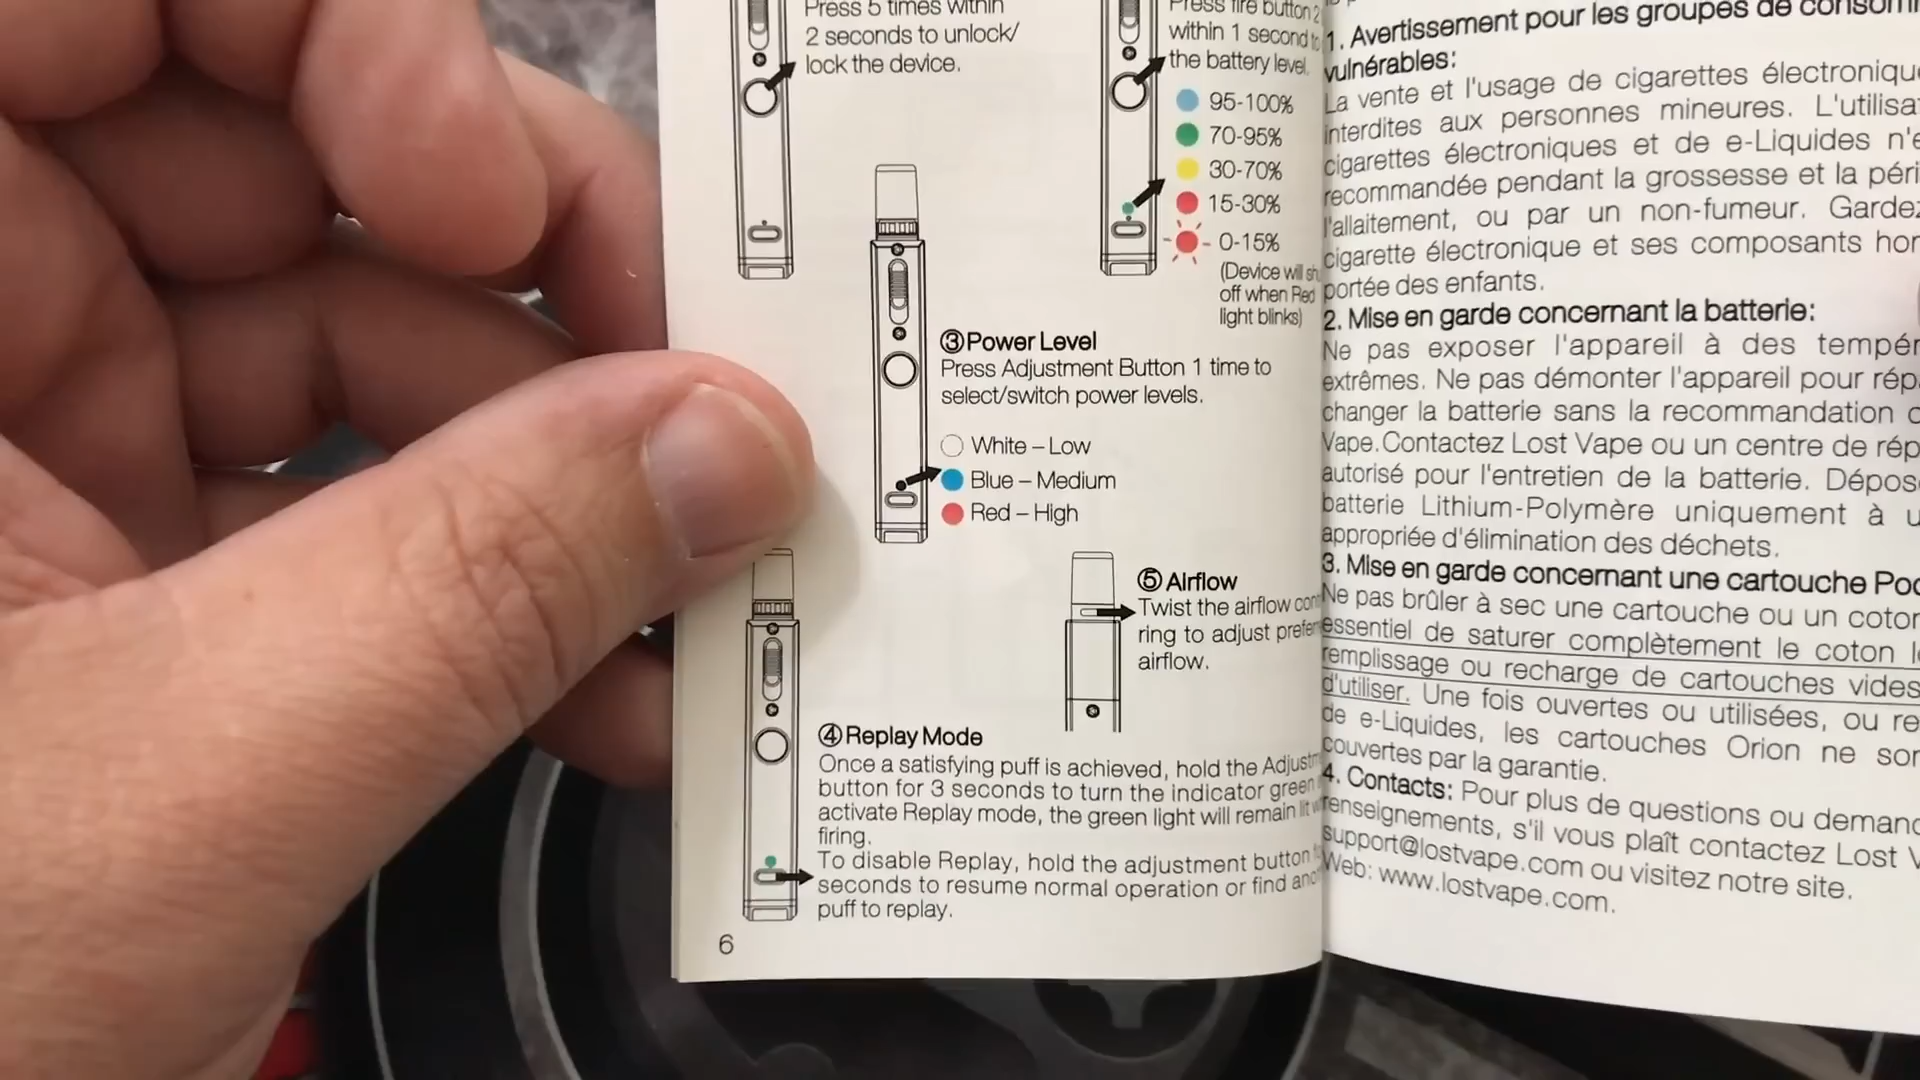 Press 5 times within
2 seconds to unlock/
lock the device.
Press fire button 2
within 1 second to
the battery level.
95-100%
70-95%
30-70%
15-30%
0-15%
(Device will
off when Red
light blinks)
③Power Level
Press Adjustment Button 1 time to
select/switch power levels.
White – Low
Blue – Medium
Red – High
⑤ Airflow
Twist the airflow
ring to adjust
airflow.
④Replay Mode
Once a satisfying puff is achieved, hold the
button for 3 seconds to turn the indicator green
activate Replay mode, the green light will remain lit
firing.
To disable Replay, hold the adjustment button
seconds to resume normal operation or find
puff to replay.
6
1. Avertissement pour les groupes de
vulnérables:
La vente et l'usage de cigarettes
interdites aux personnes mineures.
cigarettes électroniques et de e-Liquides
recommandée pendant la grossesse et la
l'allaitement, ou par un non-fumeur.
cigarette électronique et ses composants
portée des enfants.
2. Mise en garde concernant la batterie:
Ne pas exposer l'appareil à des
extrêmes. Ne pas démonter l'appareil pour
changer la batterie sans la recommandation
Vape.Contactez Lost Vape ou un centre de
autorisé pour l'entretien de la batterie.
batterie Lithium-Polymère uniquement à
appropriée d'élimination des déchets.
3. Mise en garde concernant une cartouche
Ne pas brûler à sec une cartouche ou un
essentiel de saturer complètement le coton
remplissage ou recharge de cartouches vides
d'utiliser. Une fois ouvertes ou utilisées, ou
de e-Liquides, les cartouches Orion ne
couvertes par la garantie.
4. Contacts: Pour plus de questions ou
renseignements, s'il vous plaît contactez Lost
support@lostvape.com ou visitez notre site.
Web: www.lostvape.com.